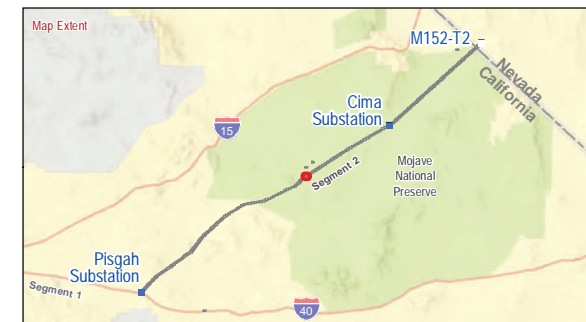 Map Extent
M152-T2
Nevada
California
Cima
Substation
15
Mojave
National
Preserve
Segment 2
Pisgah
Substation
Segment 1
40